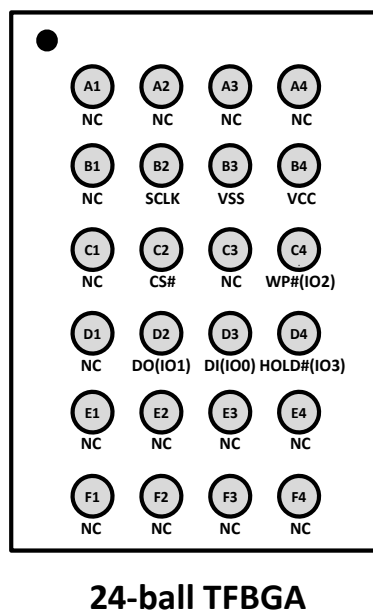 A1 A2 A3 A4
NC NC NC NC
B1 B2 B3 B4
NC SCLK VSS VCC
C1 C2 C3 C4
NC CS# NC WP#(IO2)
D1 D2 D3 D4
NC DO(IO1) DI(IO0) HOLD#(IO3)
E1 E2 E3 E4
NC NC NC NC
F1 F2 F3 F4
NC NC NC NC
24-ball TFBGA